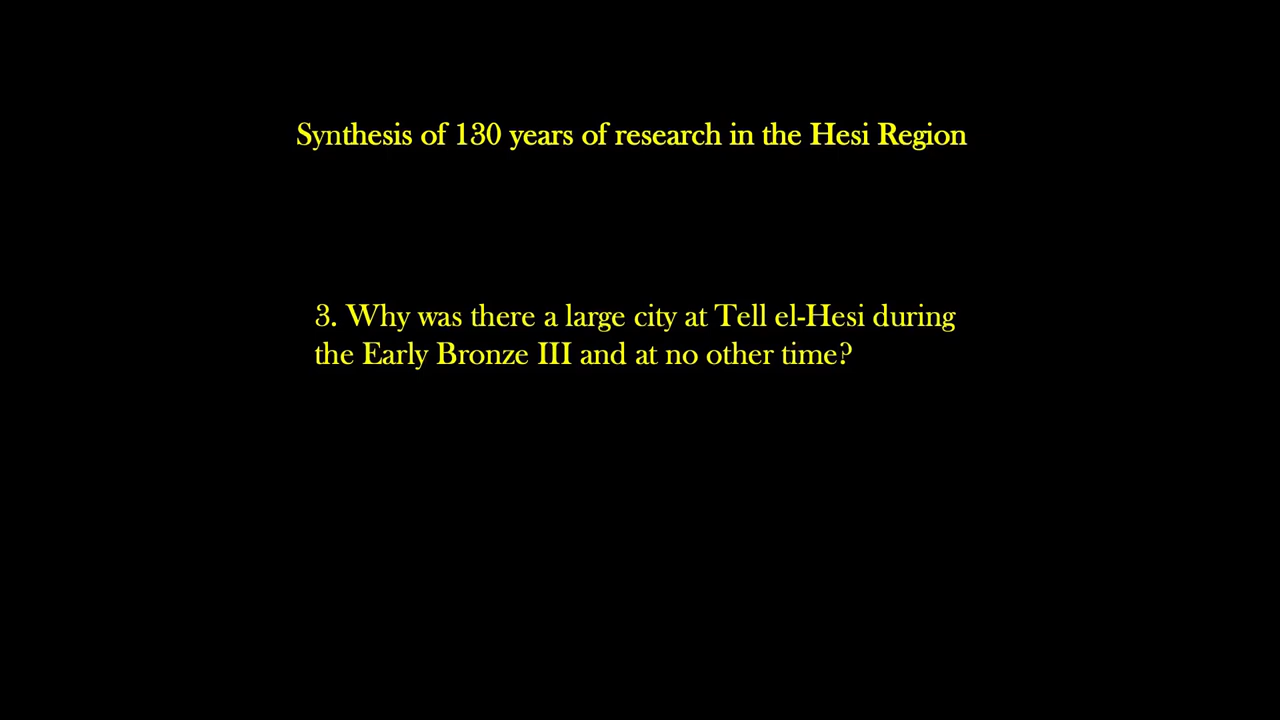 Synthesis of 130 years of research in the Hesi Region
3. Why was there a large city at Tell el-Hesi during
the Early Bronze III and at no other time?